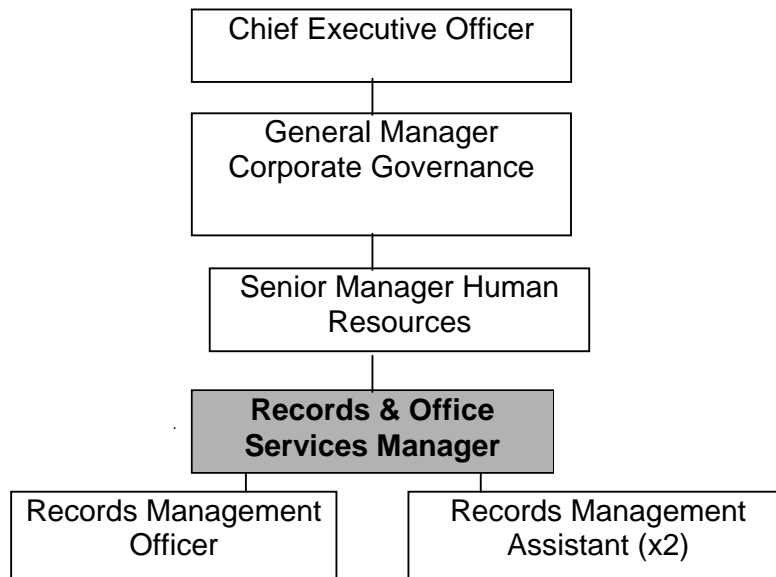 Chief Executive Officer
General Manager
Corporate Governance
Senior Manager Human
Resources
Records & Office
Services Manager
Records Management
Officer
Records Management
Assistant (x2)